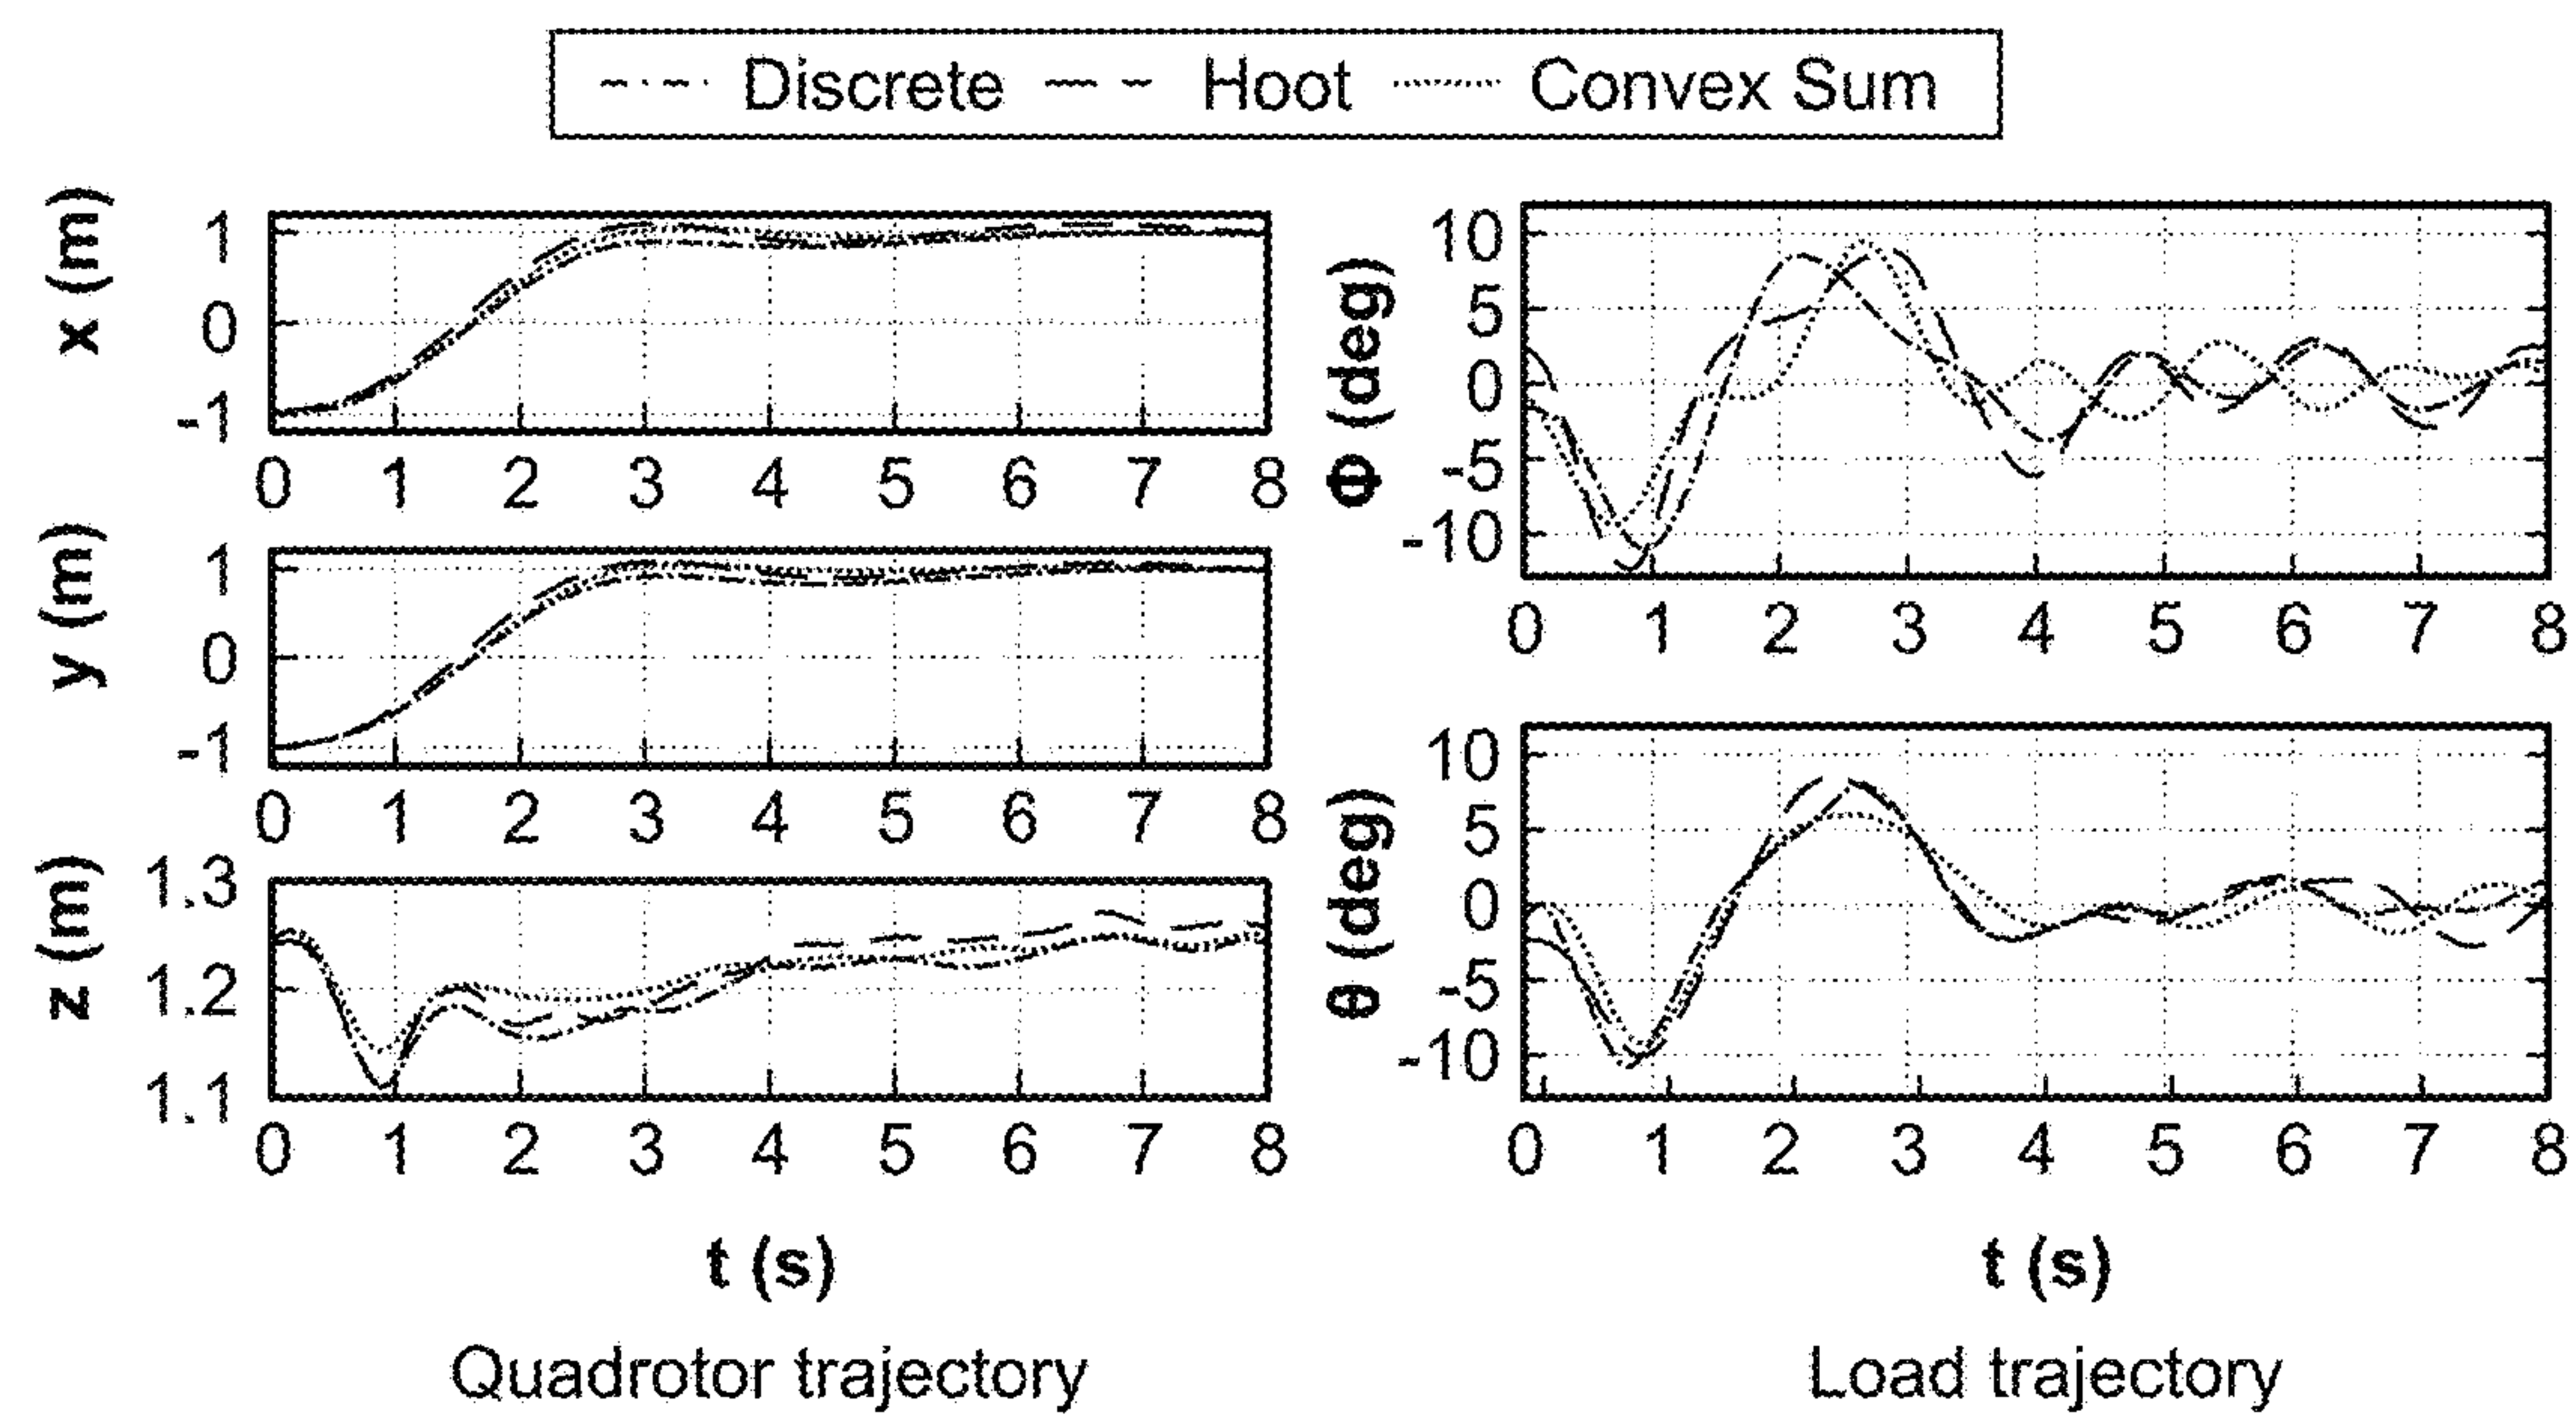 Discrete Hoot Convex Sum
x (m)
1
0
-1
0 1 2 3 4 5 6 7 8
y (m)
1
0
-1
0 1 2 3 4 5 6 7 8
z (m)
1.3
1.2
1.1
0 1 2 3 4 5 6 7 8
t (s)
Quadrotor trajectory
Φ (deg)
10
5
0
-5
-10
0 1 2 3 4 5 6 7 8
θ (deg)
10
5
0
-5
-10
0 1 2 3 4 5 6 7 8
t (s)
Load trajectory